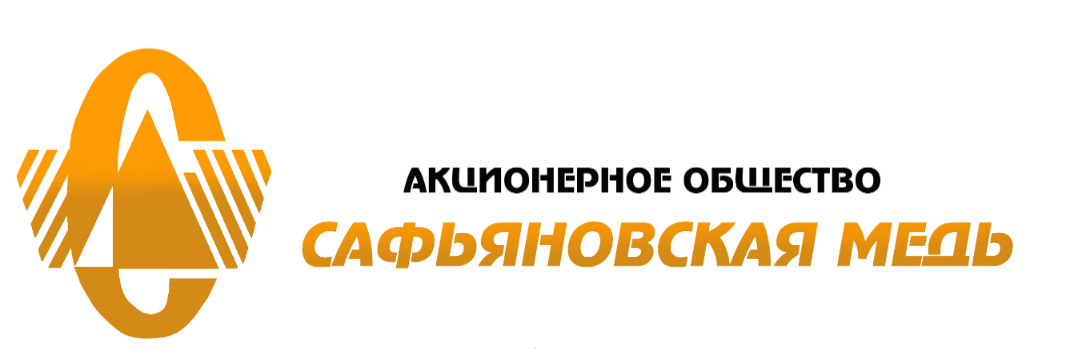 АКЦИОНЕРНОЕ ОБЩЕСТВО
САФЬЯНОВСКАЯ МЕДЬ